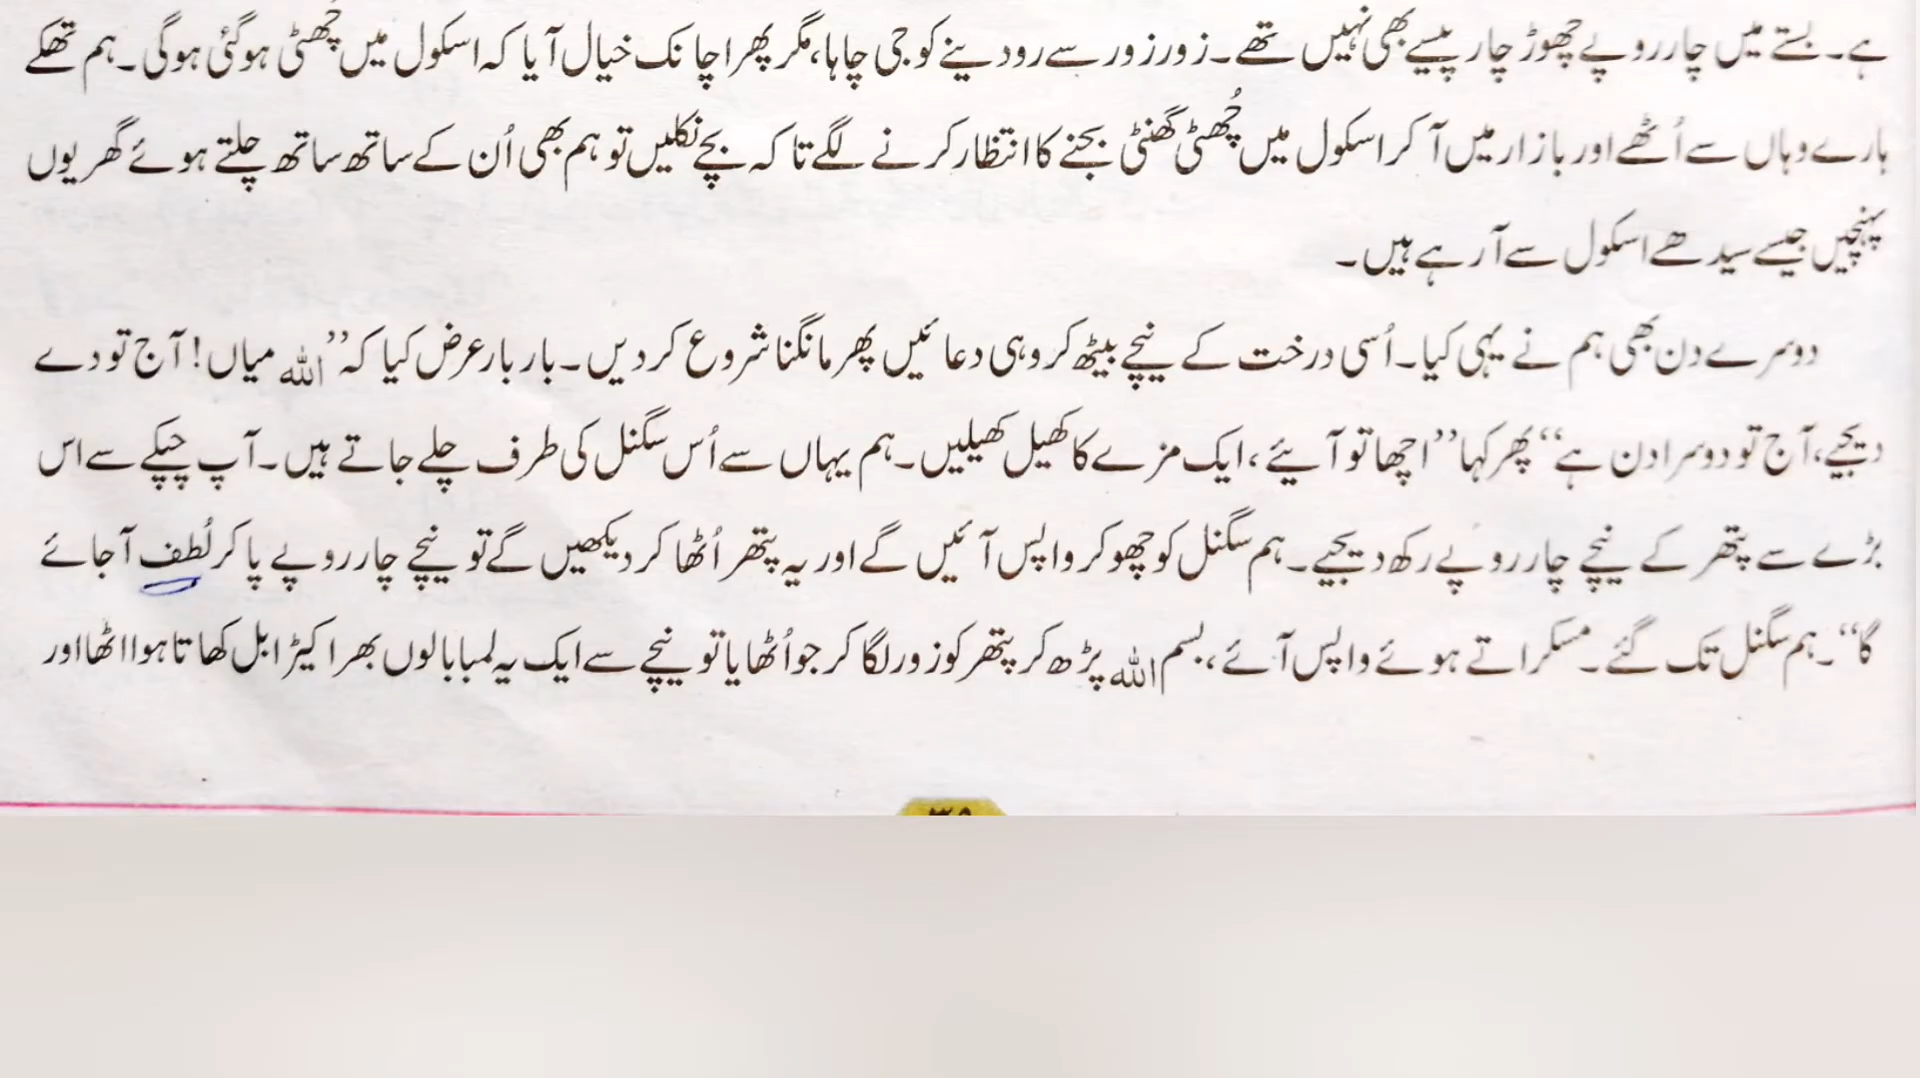 ہے۔ بستے میں چار روپے چھوڑ چار پیسے بھی نہیں تھے۔ زور زور سے رو دینے کو جی چاہا، مگر پھر اچانک خیال آیا کہ اسکول میں چُھٹی ہوگئی ہوگی۔ ہم تھکے
ہارے وہاں سے اُٹھے اور بازار میں آ کر اسکول میں چُھٹی گھنٹی بجنے کا انتظار کرنے لگے تاکہ بچے نکلیں تو ہم بھی اُن کے ساتھ ساتھ چلتے ہوئے گھر یوں
پہنچیں جیسے سیدھے اسکول سے آ رہے ہیں۔
دوسرے دن بھی ہم نے یہی کیا۔ اُسی درخت کے نیچے بیٹھ کر وہی دعائیں پھر مانگنا شروع کر دیں۔ بار بار عرض کیا کہ ”اللہ میاں! آج تو دے
دیجیے، آج تو دوسرا دن ہے“ پھر کہا ”اچھا تو آیئے، ایک مزے کا کھیل کھیلیں۔ ہم یہاں سے اُس سگنل کی طرف چلے جاتے ہیں۔ آپ چپکے سے اس
بڑے سے پتھر کے نیچے چار روپے رکھ دیجیے۔ ہم سگنل کو چھو کر واپس آئیں گے اور یہ پتھر اُٹھا کر دیکھیں گے تو نیچے چار روپے پا کر لُطف آ جائے
گا“۔ ہم سگنل تک گئے۔ مسکراتے ہوئے واپس آئے، بسم اللہ پڑھ کر پتھر کو زور لگا کر جو اُٹھایا تو نیچے سے ایک یہ لمبا بالوں بھرا کیڑا بل کھاتا ہوا اٹھا اور